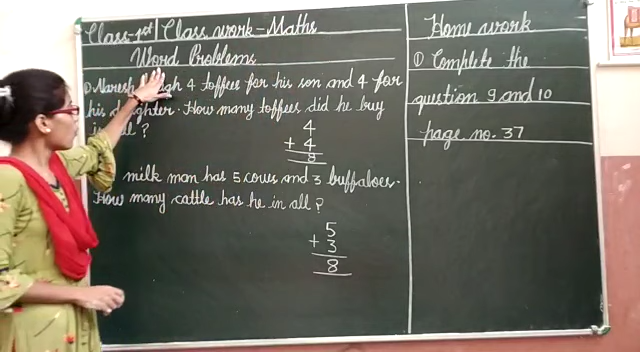 Class-1st | Class work-Maths
Word Problems
① Naresh 4 toffees for his son and 4 for
his daughter. How many toffees did he buy
?
4
+ 4
8
milk man has 5 cows and 3 buffaloes.
How many cattle has he in all ?
5
+ 3
8
Home work
① Complete the
question 9 and 10
page no. 37